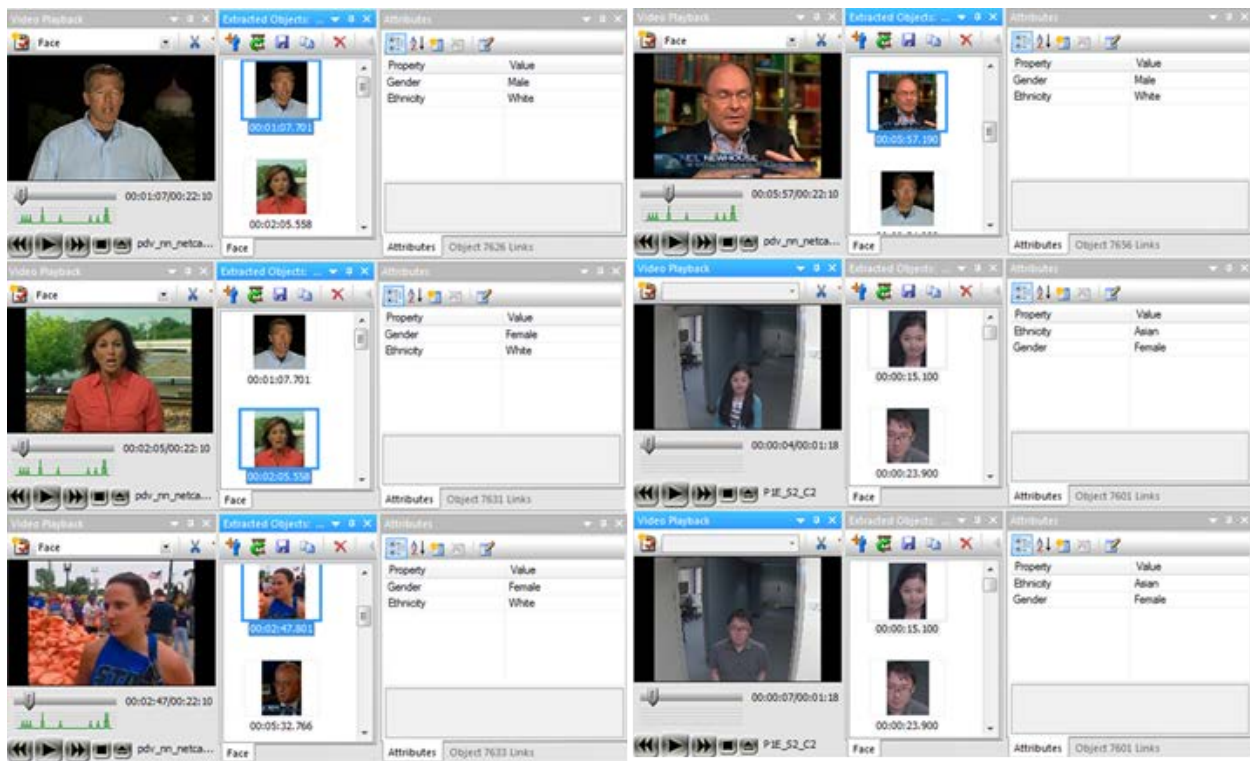 Video Playback
Extracted Objects: ...
Attributes
Face
Property Value
Gender Male
Ethnicity White
00:01:07.701
00:02:05.558
00:01:07/00:22:10
pdv_nn_netca...
Face
Attributes Object 7626 Links
Video Playback
Extracted Objects: ...
Attributes
Face
Property Value
Gender Male
Ethnicity White
NEIL NEWHOUSE
00:05:57.190
00:05:57/00:22:10
pdv_nn_netca...
Face
Attributes Object 7656 Links
Video Playback
Extracted Objects: ...
Attributes
Face
Property Value
Gender Female
Ethnicity White
00:01:07.701
00:02:05.558
00:02:05/00:22:10
pdv_nn_netca...
Face
Attributes Object 7631 Links
Video Playback
Extracted Objects: ...
Attributes
Property Value
Ethnicity Asian
Gender Female
00:00:15.100
00:00:23.900
00:00:04/00:01:18
P1E_S2_C2
Face
Attributes Object 7601 Links
Video Playback
Extracted Objects: ...
Attributes
Face
Property Value
Gender Female
Ethnicity White
00:02:47.801
00:05:32.766
00:02:47/00:22:10
pdv_nn_netca...
Face
Attributes Object 7633 Links
Video Playback
Extracted Objects: ...
Attributes
Property Value
Ethnicity Asian
Gender Female
00:00:15.100
00:00:23.900
00:00:07/00:01:18
P1E_S2_C2
Face
Attributes Object 7601 Links